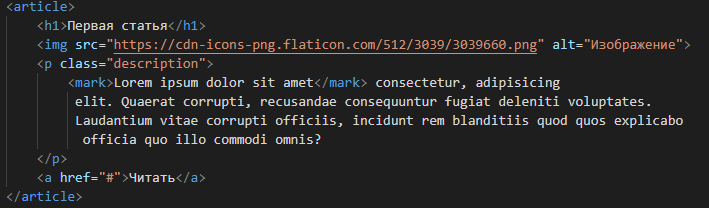 <article>
<h1>Первая статья</h1>
<img src="https://cdn-icons-png.flaticon.com/512/3039/3039660.png" alt="Изображение">
<p class="description">
<mark>Lorem ipsum dolor sit amet</mark> consectetur, adipisicing
elit. Quaerat corrupti, recusandae consequuntur fugiat deleniti voluptates.
Laudantium vitae corrupti officiis, incidunt rem blanditiis quod quos explicabo
officia quo illo commodi omnis?
</p>
<a href="#">Читать</a>
</article>